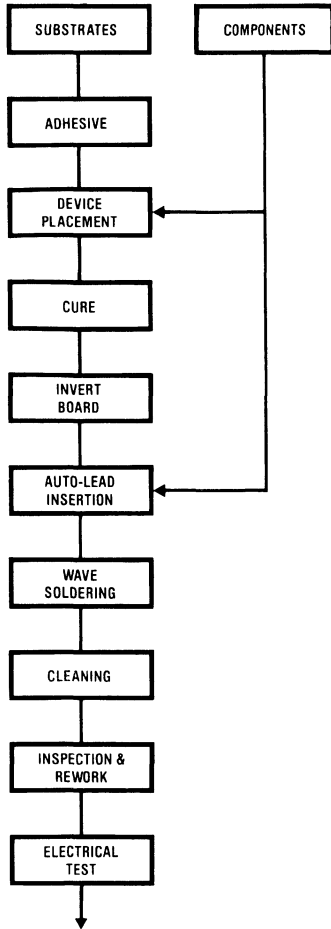 SUBSTRATES
COMPONENTS
ADHESIVE
DEVICE
PLACEMENT
CURE
INVERT
BOARD
AUTO-LEAD
INSERTION
WAVE
SOLDERING
CLEANING
INSPECTION &
REWORK
ELECTRICAL
TEST